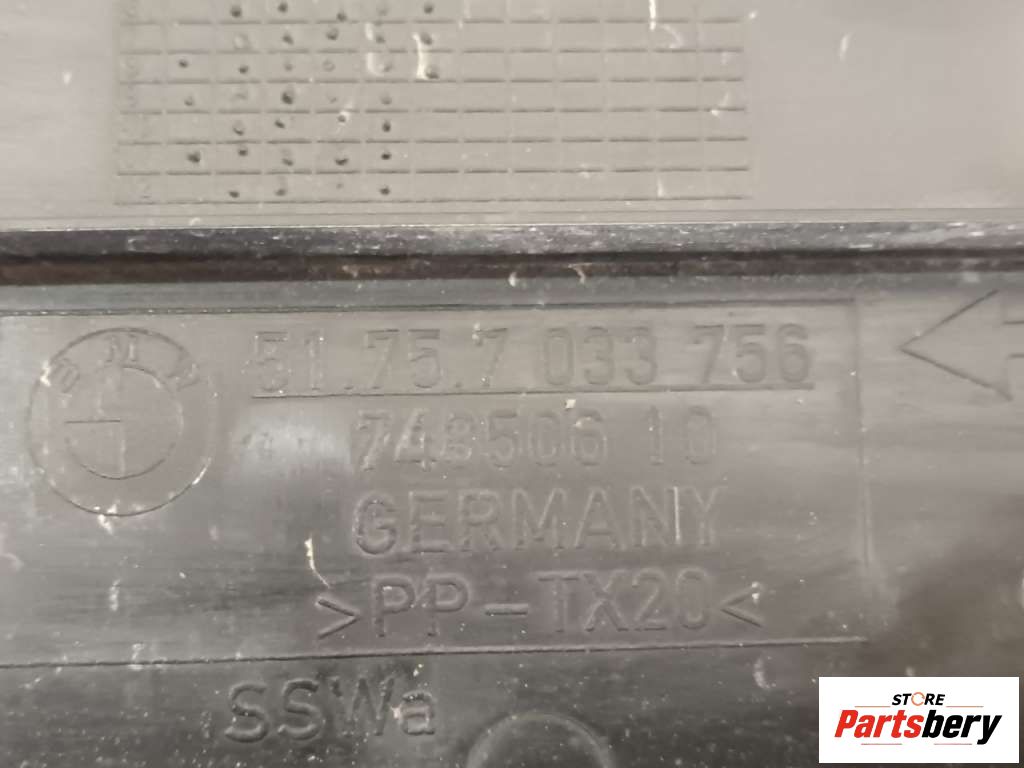 BMW
51.75.7 033 756
748506 10
GERMANY
>PP-TX20<
SSWa
STORE
Partsbery